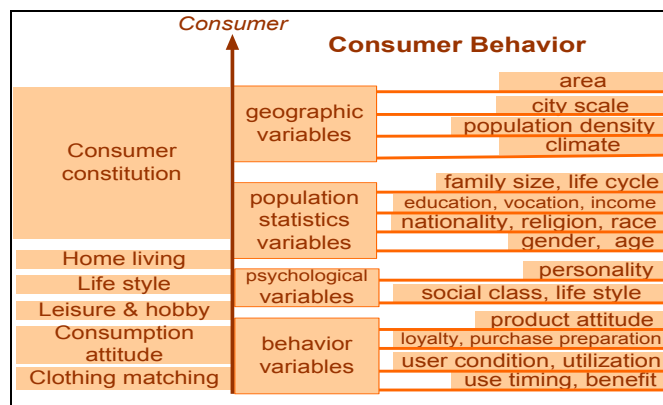 Consumer
Consumer Behavior
Consumer
constitution
Home living
Life style
Leisure & hobby
Consumption
attitude
Clothing matching
geographic
variables
area
city scale
population density
climate
population
statistics
variables
family size, life cycle
education, vocation, income
nationality, religion, race
gender, age
psychological
variables
personality
social class, life style
behavior
variables
product attitude
loyalty, purchase preparation
user condition, utilization
use timing, benefit